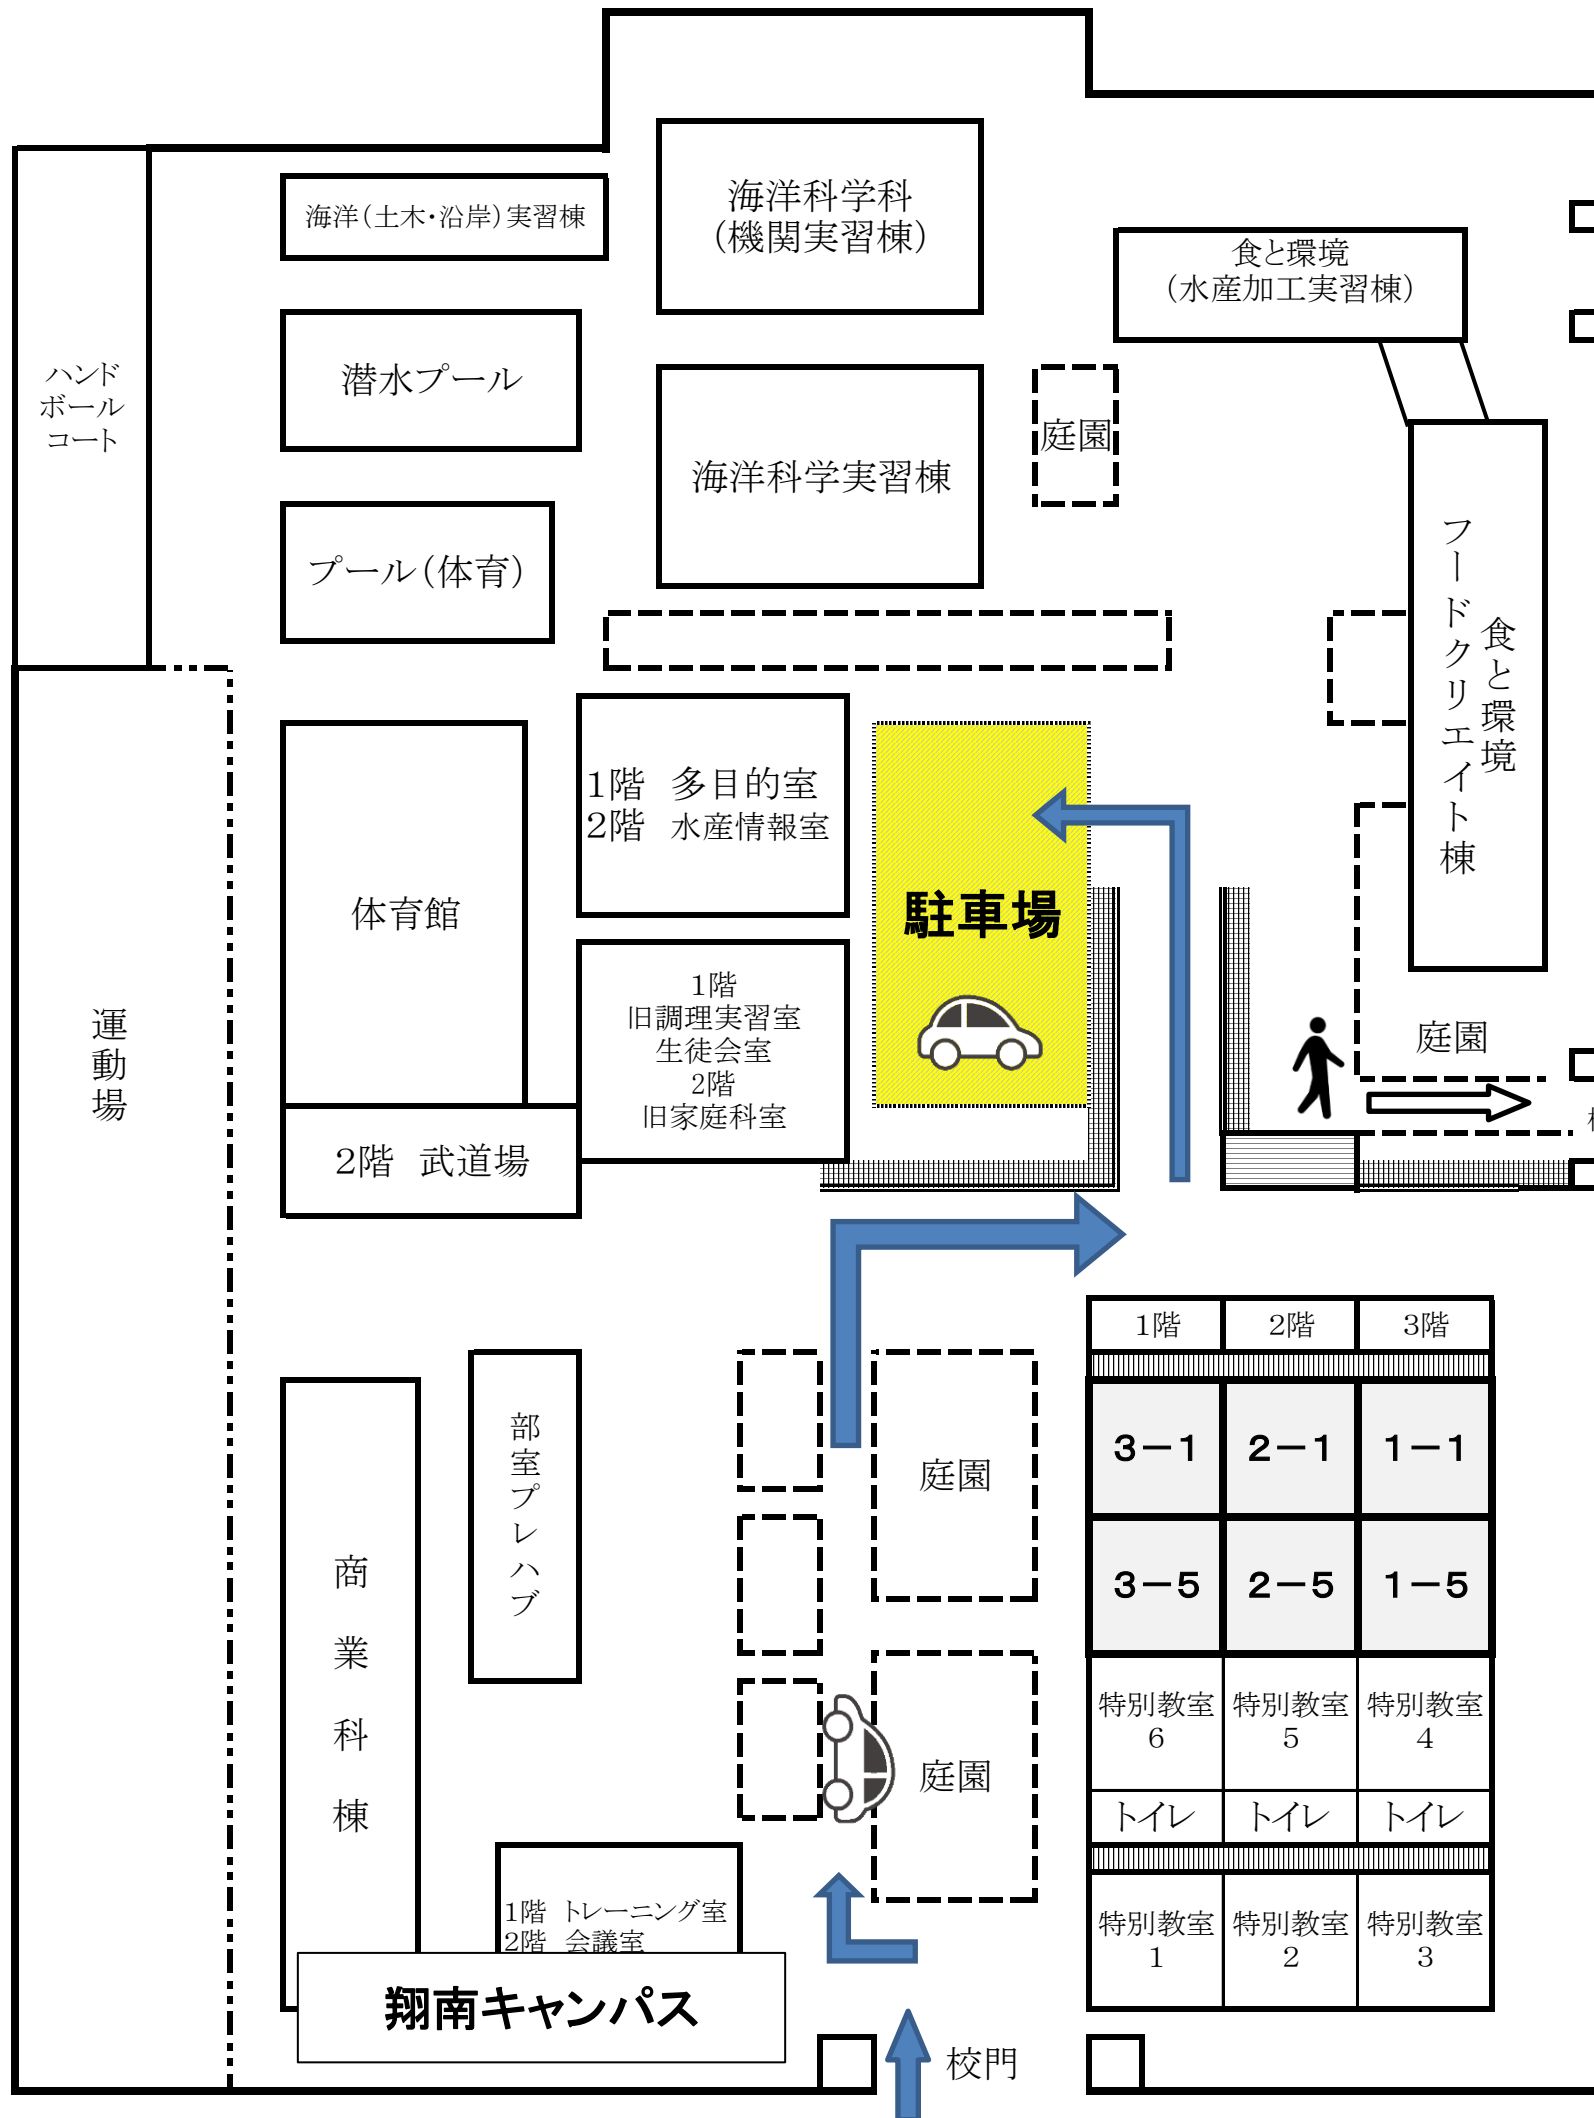 海洋(土木・沿岸)実習棟
海洋科学科
(機関実習棟)
食と環境
(水産加工実習棟)
ハンド
ボール
コート
潜水プール
海洋科学実習棟
庭園
プール(体育)
食と環境
フードクリエイト棟
1階 多目的室
2階 水産情報室
体育館
駐車場
1階
旧調理実習室
生徒会室
2階
旧家庭科室
運動場
庭園
2階 武道場
1階 2階 3階
部室プレハブ
庭園
3－1 2－1 1－1
3－5 2－5 1－5
商業科棟
庭園
特別教室 特別教室 特別教室
6 5 4
トイレ トイレ トイレ
1階 トレーニング室
2階 会議室
特別教室 特別教室 特別教室
1 2 3
翔南キャンパス
校門